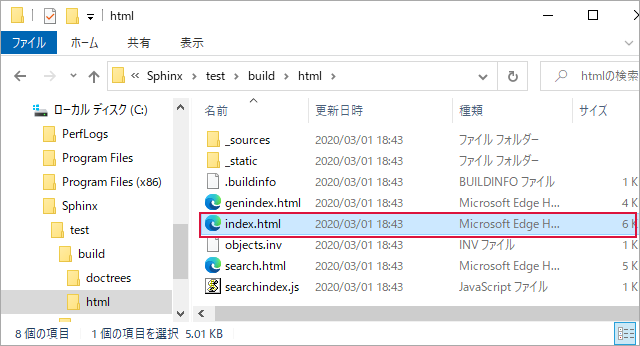 html
ファイル ホーム 共有 表示
« Sphinx › test › build › html › htmlの検索
ローカル ディスク (C:)
PerfLogs
Program Files
Program Files (x86)
Sphinx
test
build
doctrees
html
名前 更新日時 種類 サイズ
_sources 2020/03/01 18:43 ファイル フォルダー
_static 2020/03/01 18:43 ファイル フォルダー
.buildinfo 2020/03/01 18:43 BUILDINFO ファイル 1 K
genindex.html 2020/03/01 18:43 Microsoft Edge H... 4 K
index.html 2020/03/01 18:43 Microsoft Edge H... 6 K
objects.inv 2020/03/01 18:43 INV ファイル 1 K
search.html 2020/03/01 18:43 Microsoft Edge H... 5 K
searchindex.js 2020/03/01 18:43 JavaScript ファイル 1 K
8 個の項目 1 個の項目を選択 5.01 KB